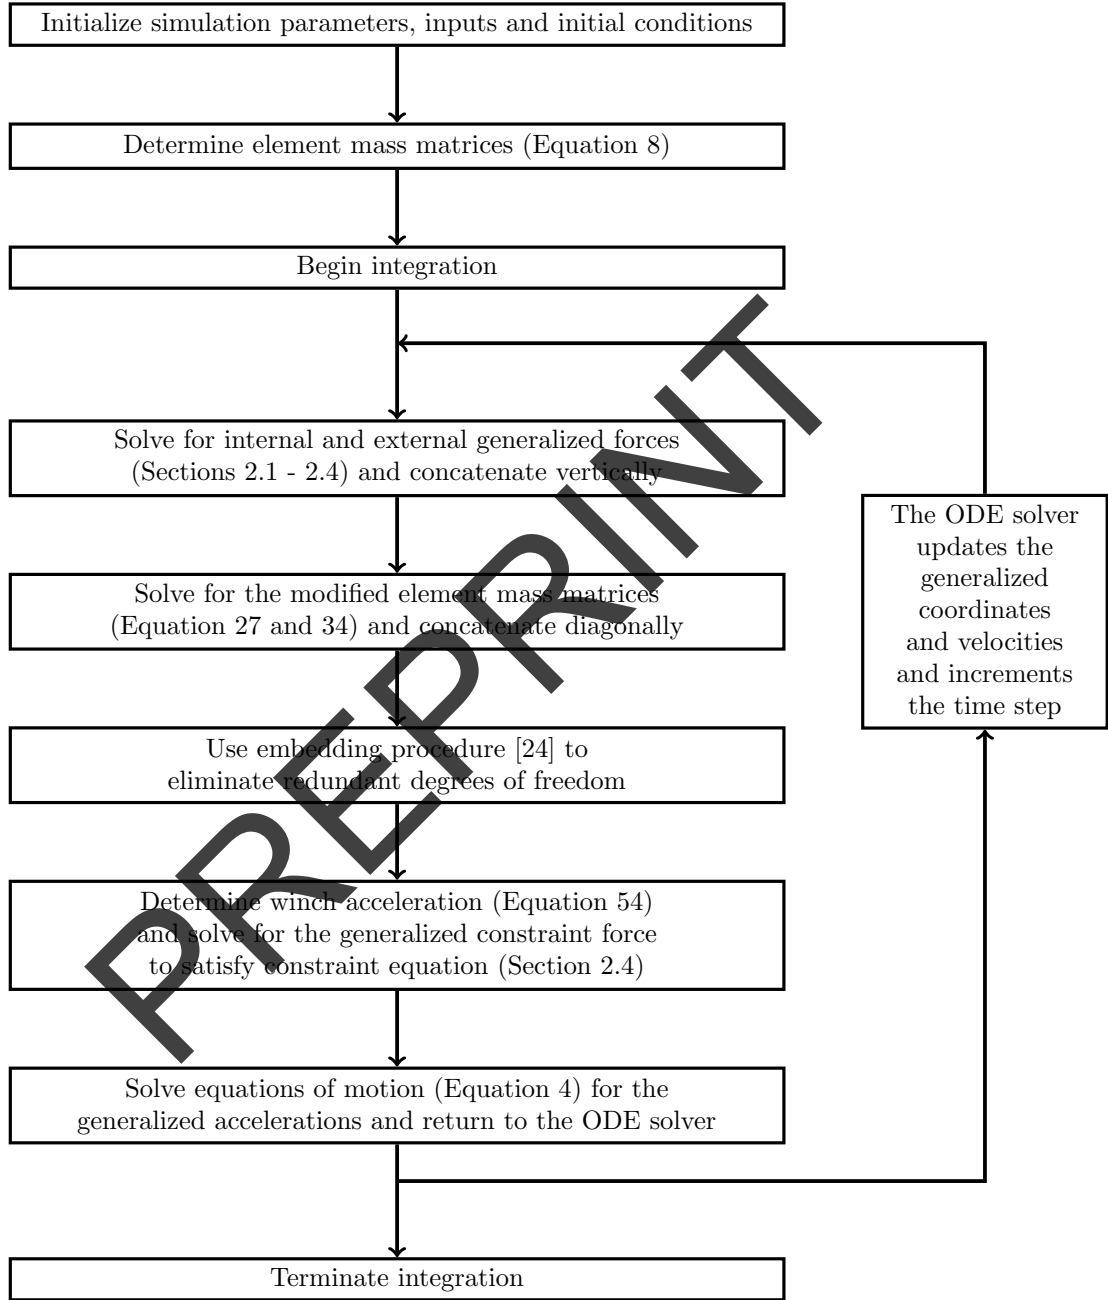 Initialize simulation parameters, inputs and initial conditions
Determine element mass matrices (Equation 8)
Begin integration
Solve for internal and external generalized forces
(Sections 2.1 - 2.4) and concatenate vertically
Solve for the modified element mass matrices
(Equation 27 and 34) and concatenate diagonally
Use embedding procedure [24] to
eliminate redundant degrees of freedom
Determine winch acceleration (Equation 54)
and solve for the generalized constraint force
to satisfy constraint equation (Section 2.4)
Solve equations of motion (Equation 4) for the
generalized accelerations and return to the ODE solver
Terminate integration
The ODE solver
updates the
generalized
coordinates
and velocities
and increments
the time step
PREPRINT